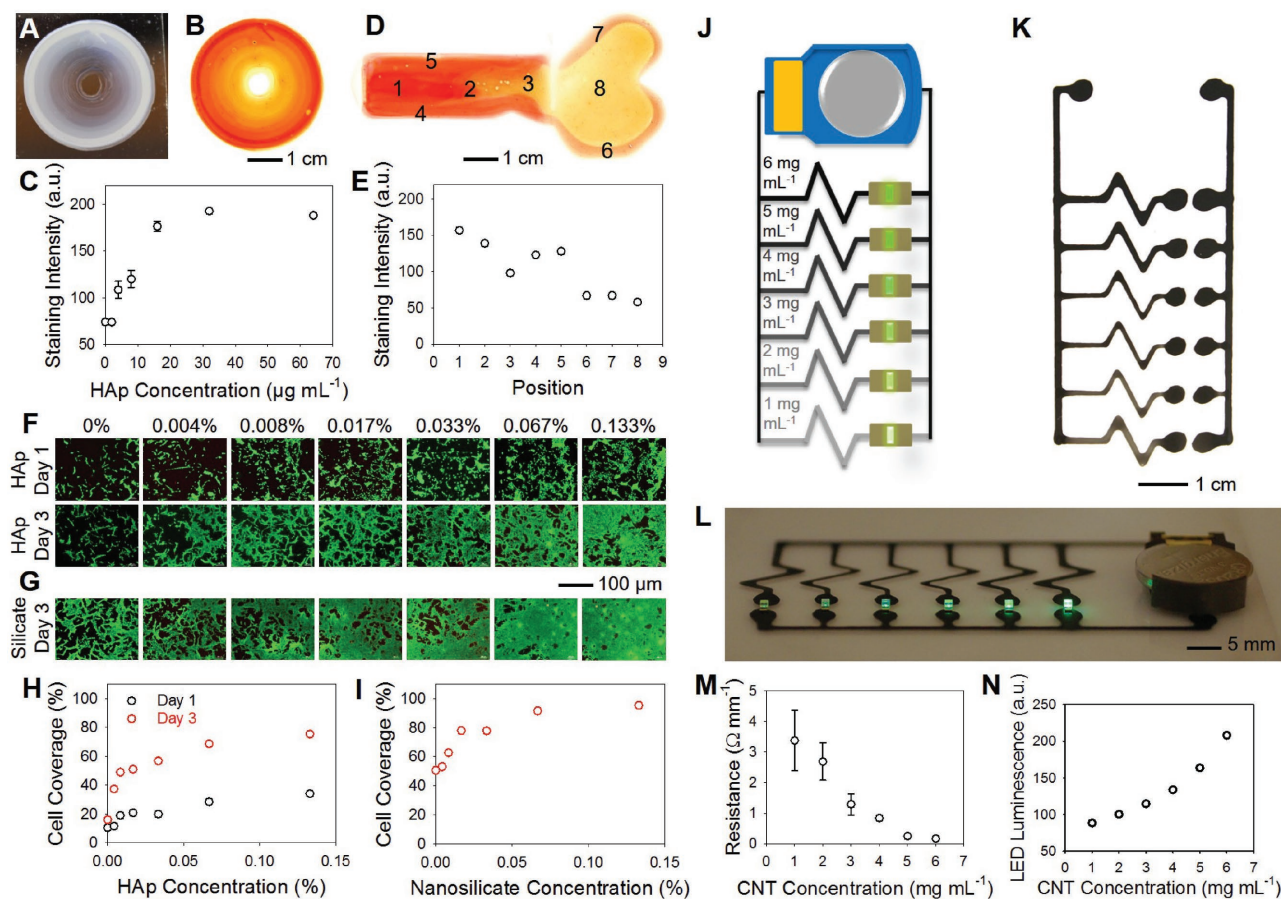 A
B
1 cm
D
1
2
3
4
5
6
7
8
1 cm
C
Staining Intensity (a.u.)
200
150
100
50
0 10 20 30 40 50 60 70
HAp Concentration (µg mL⁻¹)
E
Staining Intensity (a.u.)
200
150
100
50
0
0 1 2 3 4 5 6 7 8 9
Position
F
0% 0.004% 0.008% 0.017% 0.033% 0.067% 0.133%
HAp
Day 1
HAp
Day 3
G
100 µm
Silicate
Day 3
H
Cell Coverage (%)
100
80
60
40
20
0
Day 1
Day 3
0.00 0.05 0.10 0.15
HAp Concentration (%)
I
Cell Coverage (%)
100
80
60
40
20
0
0.00 0.05 0.10 0.15
Nanosilicate Concentration (%)
J
6 mg
mL⁻¹
5 mg
mL⁻¹
4 mg
mL⁻¹
3 mg
mL⁻¹
2 mg
mL⁻¹
1 mg
mL⁻¹
K
1 cm
L
5 mm
M
Resistance (Ω mm⁻¹)
5
4
3
2
1
0
0 1 2 3 4 5 6 7
CNT Concentration (mg mL⁻¹)
N
LED Luminescence (a.u.)
250
200
150
100
50
0 1 2 3 4 5 6 7
CNT Concentration (mg mL⁻¹)